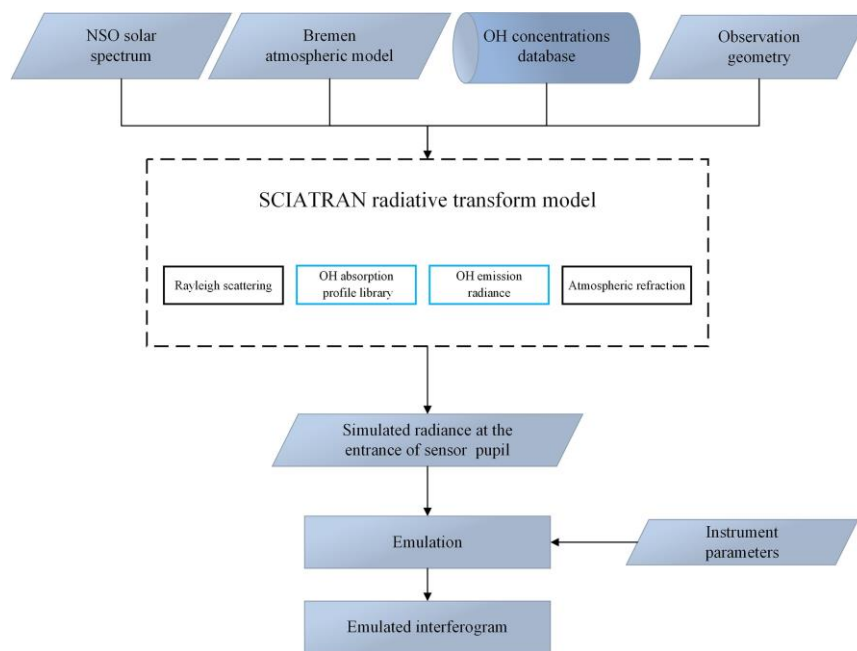 NSO solar
spectrum
Bremen
atmospheric model
OH concentrations
database
Observation
geometry
SCIATRAN radiative transform model
Rayleigh scattering
OH absorption
profile library
OH emission
radiance
Atmospheric refraction
Simulated radiance at the
entrance of sensor pupil
Emulation
Instrument
parameters
Emulated interferogram